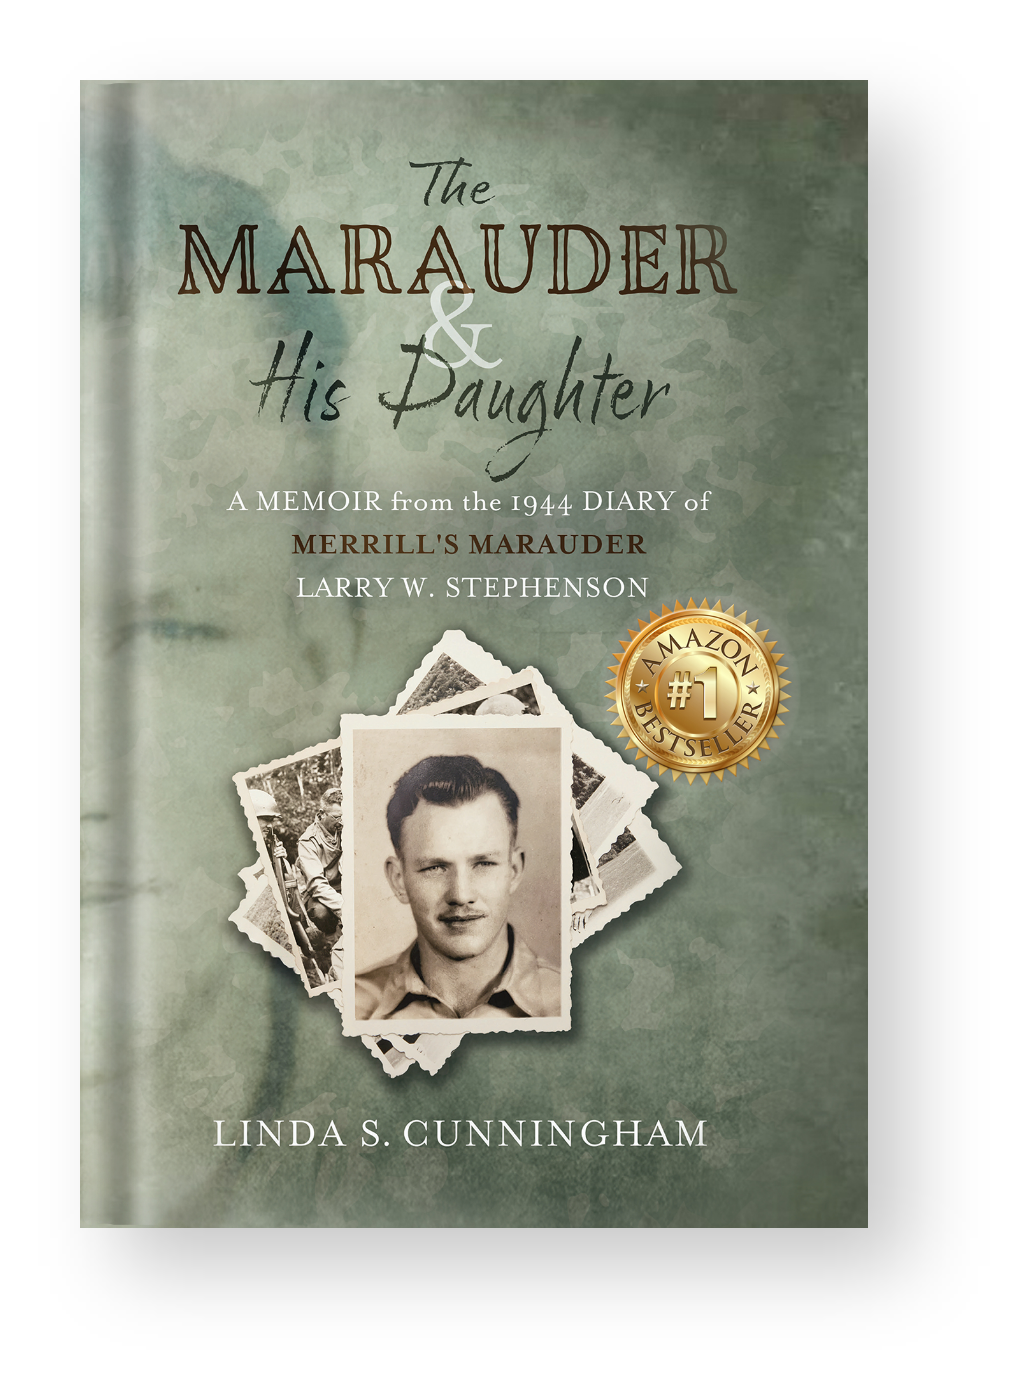 The
MARAUDER
&
His Daughter
A MEMOIR from the 1944 DIARY of
MERRILL'S MARAUDER
LARRY W. STEPHENSON
AMAZON
#1
BESTSELLER
LINDA S. CUNNINGHAM